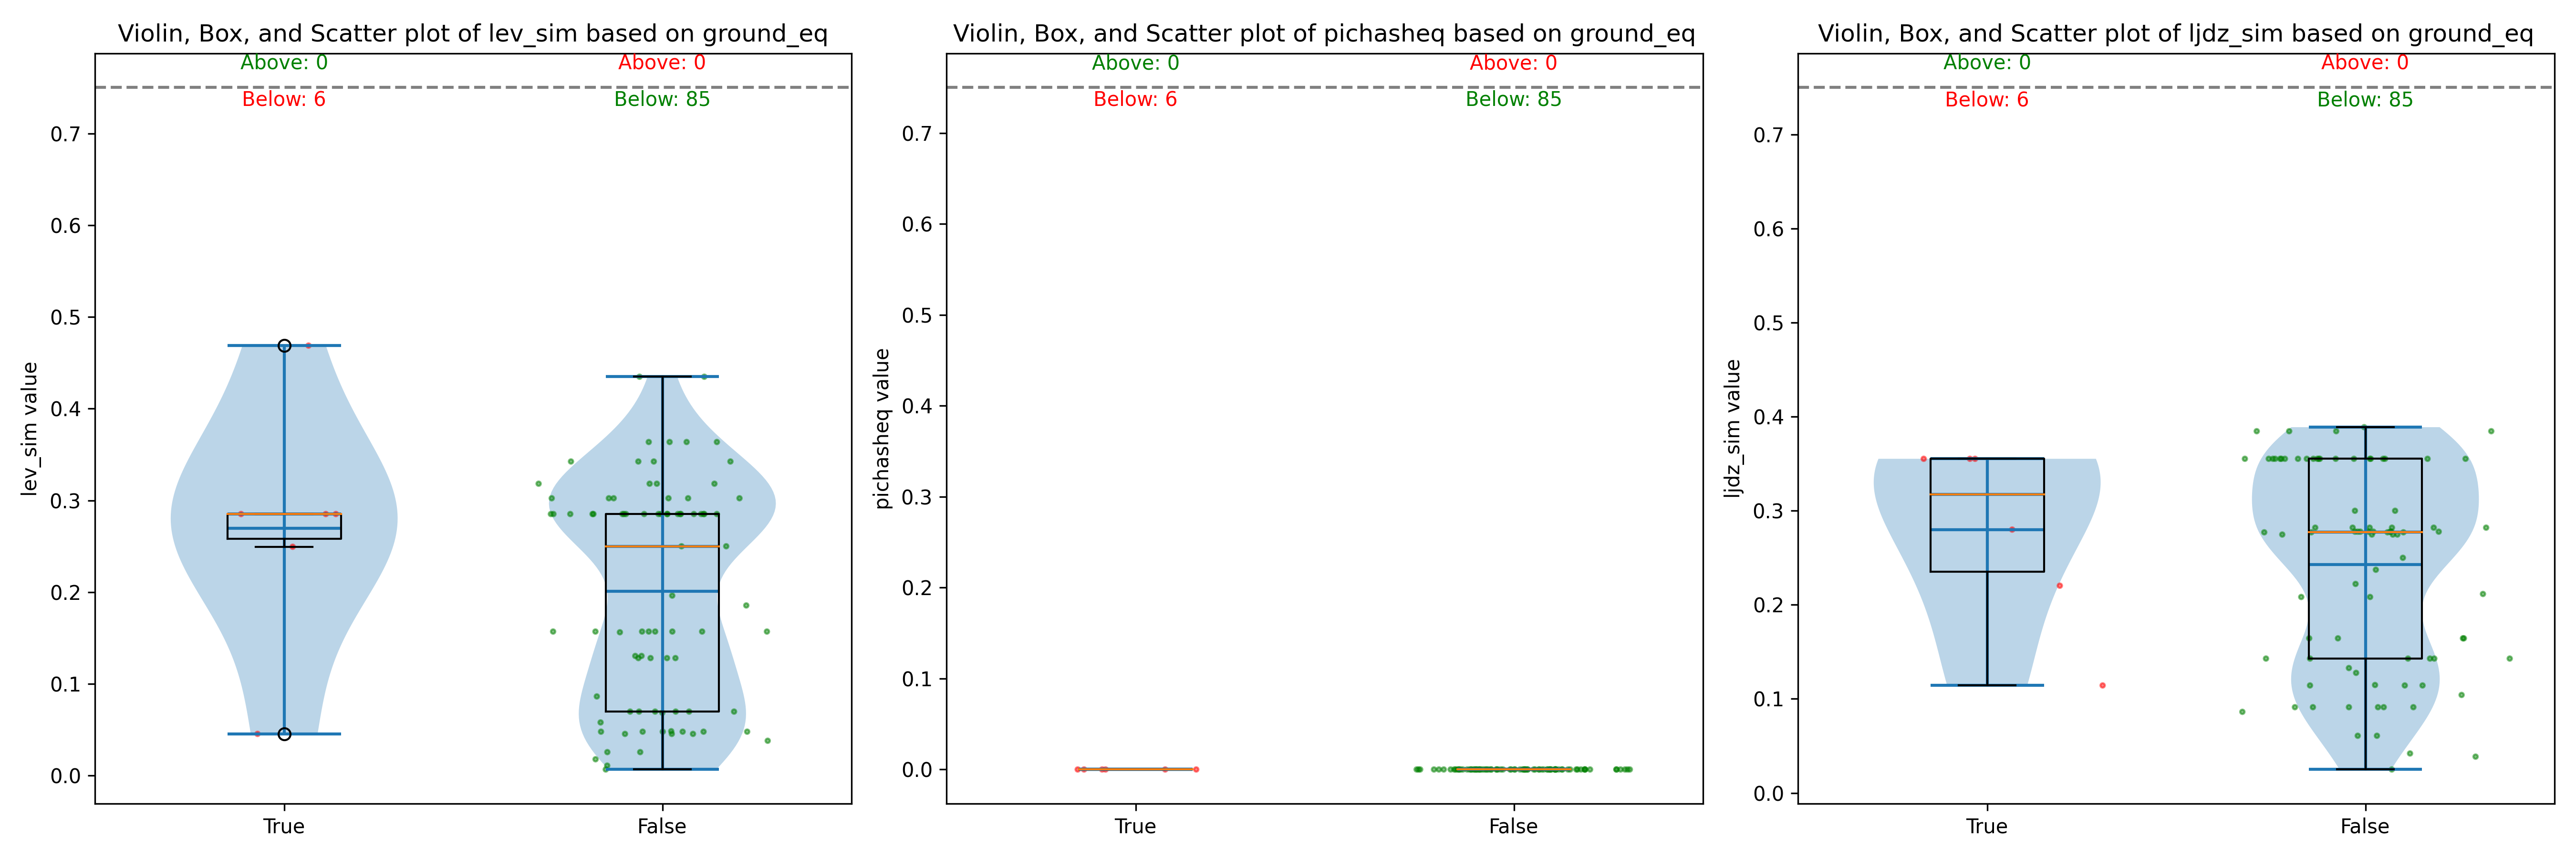 Violin, Box, and Scatter plot of lev_sim based on ground_eq
Above: 0
Above: 0
Below: 6
Below: 85
0.7
0.6
0.5
0.4
0.3
0.2
0.1
0.0
lev_sim value
True
False
Violin, Box, and Scatter plot of pichasheq based on ground_eq
Above: 0
Above: 0
Below: 6
Below: 85
0.7
0.6
0.5
0.4
0.3
0.2
0.1
0.0
pichasheq value
True
False
Violin, Box, and Scatter plot of ljdz_sim based on ground_eq
Above: 0
Above: 0
Below: 6
Below: 85
0.7
0.6
0.5
0.4
0.3
0.2
0.1
0.0
ljdz_sim value
True
False